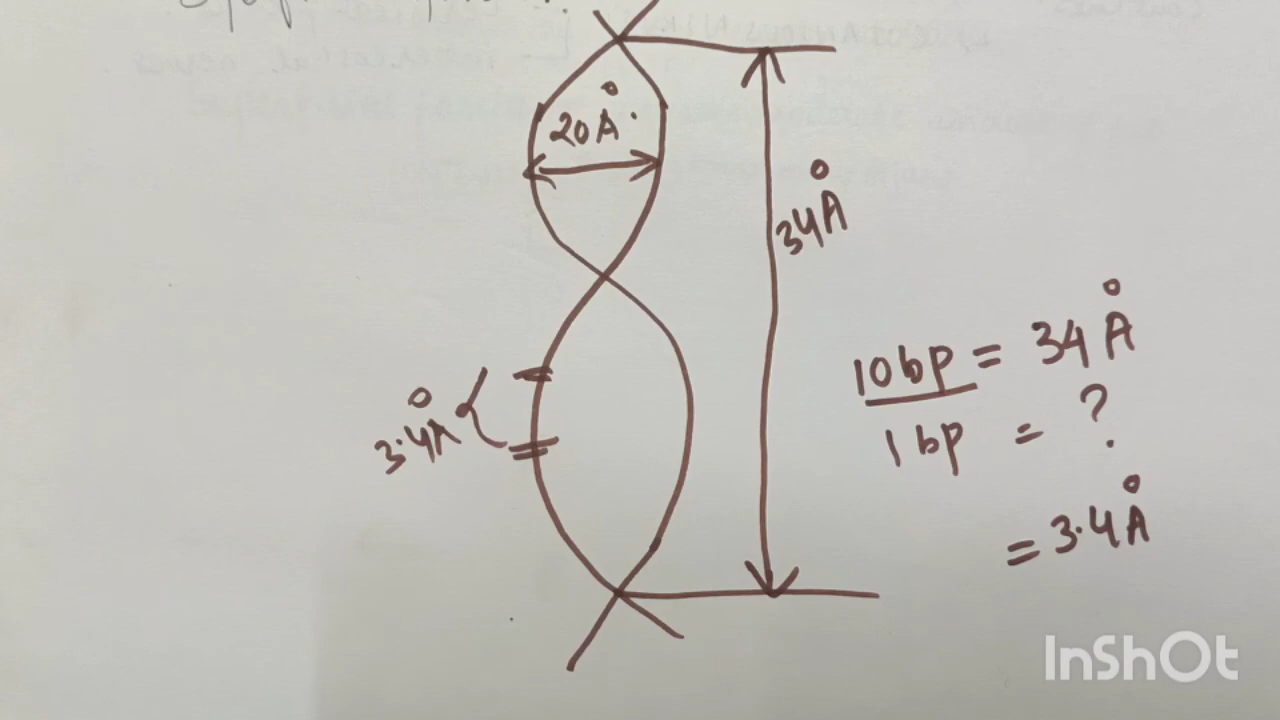 20Å.
34Å
3.4Å
10bp = 34Å
1bp = ?
= 3.4Å
InShOt